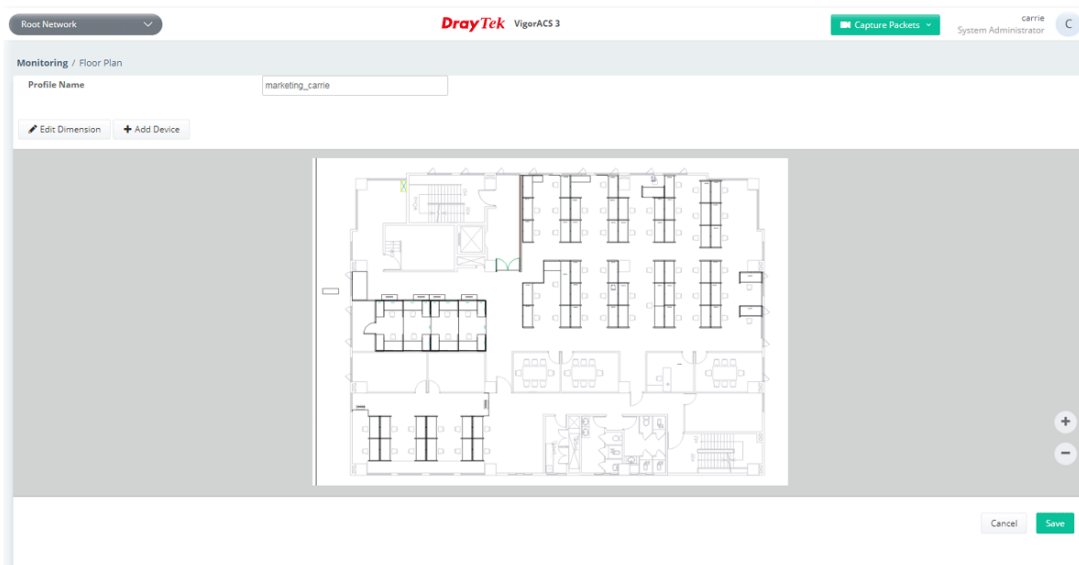 Root Network
DrayTek VigorACS 3
Capture Packets
carrie
System Administrator
C
Monitoring / Floor Plan
Profile Name
marketing_carrie
Edit Dimension
Add Device
Cancel
Save